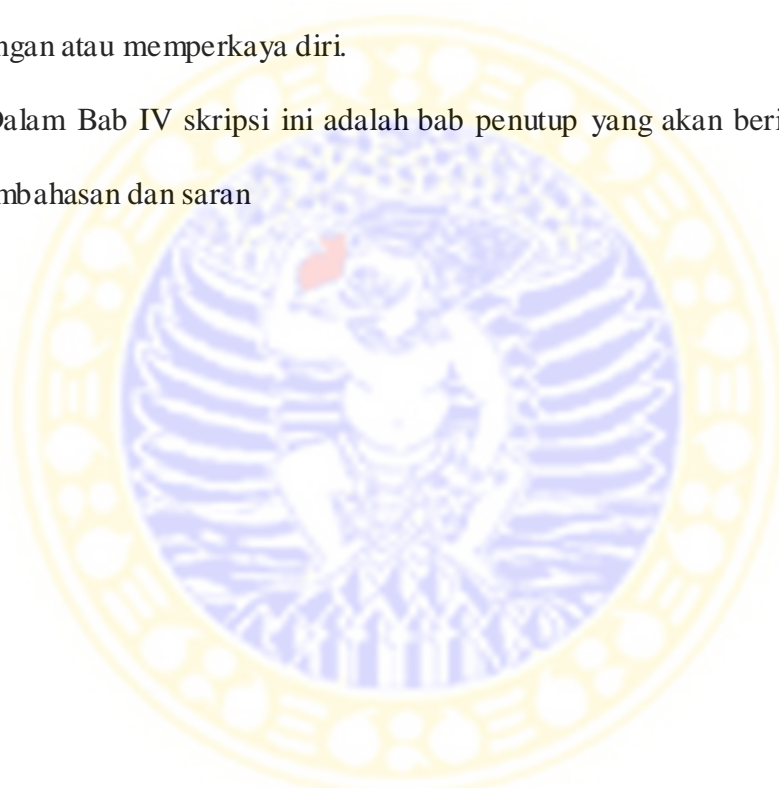 ngan atau memperkaya diri.
Dalam Bab IV skripsi ini adalah bab penutup yang akan beri
mbahasan dan saran